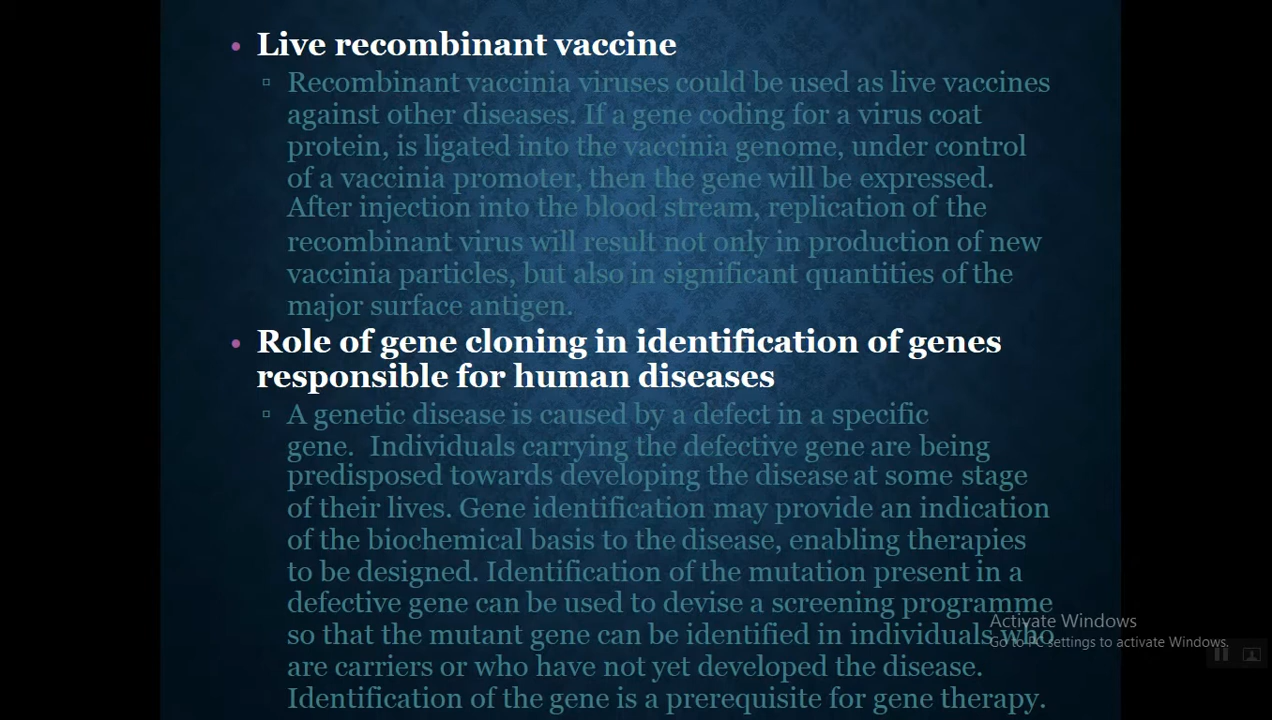 • Live recombinant vaccine
▫ Recombinant vaccinia viruses could be used as live vaccines
against other diseases. If a gene coding for a virus coat
protein, is ligated into the vaccinia genome, under control
of a vaccinia promoter, then the gene will be expressed.
After injection into the blood stream, replication of the
recombinant virus will result not only in production of new
vaccinia particles, but also in significant quantities of the
major surface antigen.
• Role of gene cloning in identification of genes
responsible for human diseases
▫ A genetic disease is caused by a defect in a specific
gene. Individuals carrying the defective gene are being
predisposed towards developing the disease at some stage
of their lives. Gene identification may provide an indication
of the biochemical basis to the disease, enabling therapies
to be designed. Identification of the mutation present in a
defective gene can be used to devise a screening programme
so that the mutant gene can be identified in individuals who
are carriers or who have not yet developed the disease.
Identification of the gene is a prerequisite for gene therapy.
Activate Windows
Go to PC settings to activate Windows.